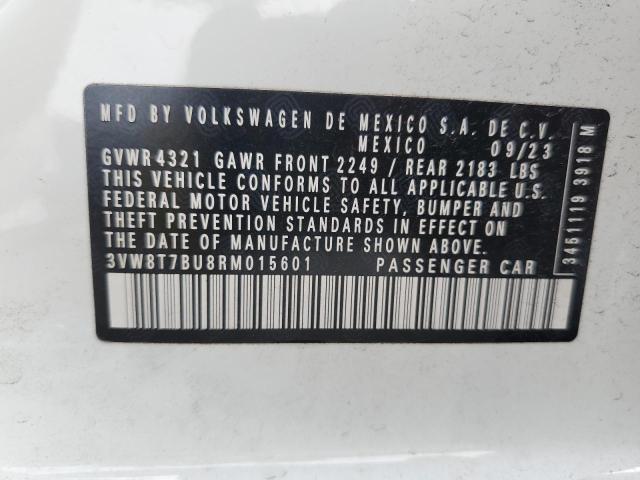 MFD BY VOLKSWAGEN DE MEXICO S.A. DE C.V.
MEXICO 09/23
GVWR 4321 GAWR FRONT 2249 / REAR 2183 LBS
THIS VEHICLE CONFORMS TO ALL APPLICABLE U.S.
FEDERAL MOTOR VEHICLE SAFETY, BUMPER AND
THEFT PREVENTION STANDARDS IN EFFECT ON
THE DATE OF MANUFACTURE SHOWN ABOVE.
3VW8T7BU8RM015601 PASSENGER CAR
3451119 3918 M